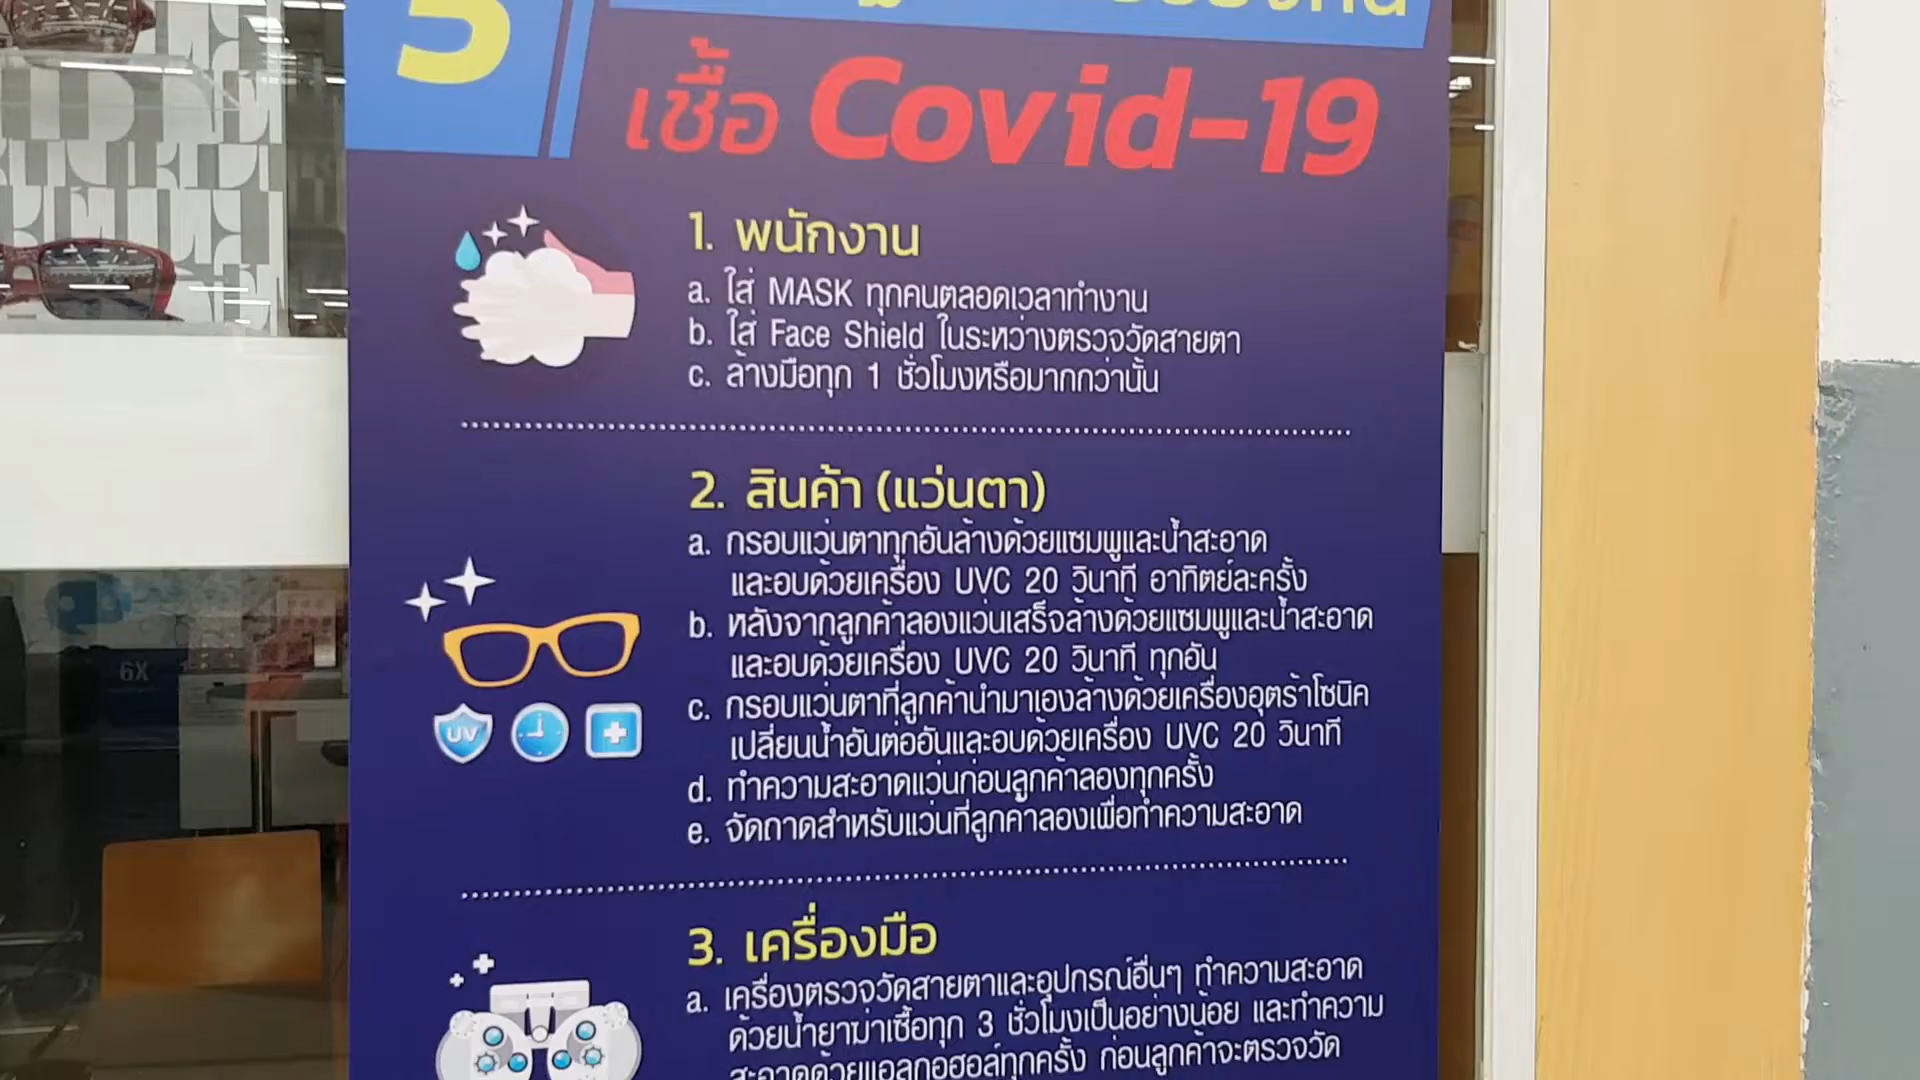 5
เชื้อ Covid-19
1. พนักงาน
a. ใส่ MASK ทุกคนตลอดเวลาทำงาน
b. ใส่ Face Shield ในระหว่างตรวจวัดสายตา
c. ล้างมือทุก 1 ชั่วโมงหรือมากกว่านั้น
2. สินค้า (แว่นตา)
a. กรอบแว่นตาทุกอันล้างด้วยแชมพูและน้ำสะอาด
และอบด้วยเครื่อง UVC 20 วินาที อาทิตย์ละครั้ง
b. หลังจากลูกค้าลองแว่นเสร็จล้างด้วยแชมพูและน้ำสะอาด
และอบด้วยเครื่อง UVC 20 วินาที ทุกอัน
c. กรอบแว่นตาที่ลูกค้านำมาเองล้างด้วยเครื่องอุตร้าโซนิค
เปลี่ยนน้ำอันต่ออันและอบด้วยเครื่อง UVC 20 วินาที
UV
d. ทำความสะอาดแว่นก่อนลูกค้าลองทุกครั้ง
e. จัดถาดสำหรับแว่นที่ลูกค้าลองเพื่อทำความสะอาด
3. เครื่องมือ
a. เครื่องตรวจวัดสายตาและอุปกรณ์อื่นๆ ทำความสะอาด
ด้วยน้ำยาฆ่าเชื้อทุก 3 ชั่วโมงเป็นอย่างน้อย และทำความ
สะอาดด้วยแอลกอฮอล์ทุกครั้ง ก่อนลูกค้าจะตรวจวัด
6X